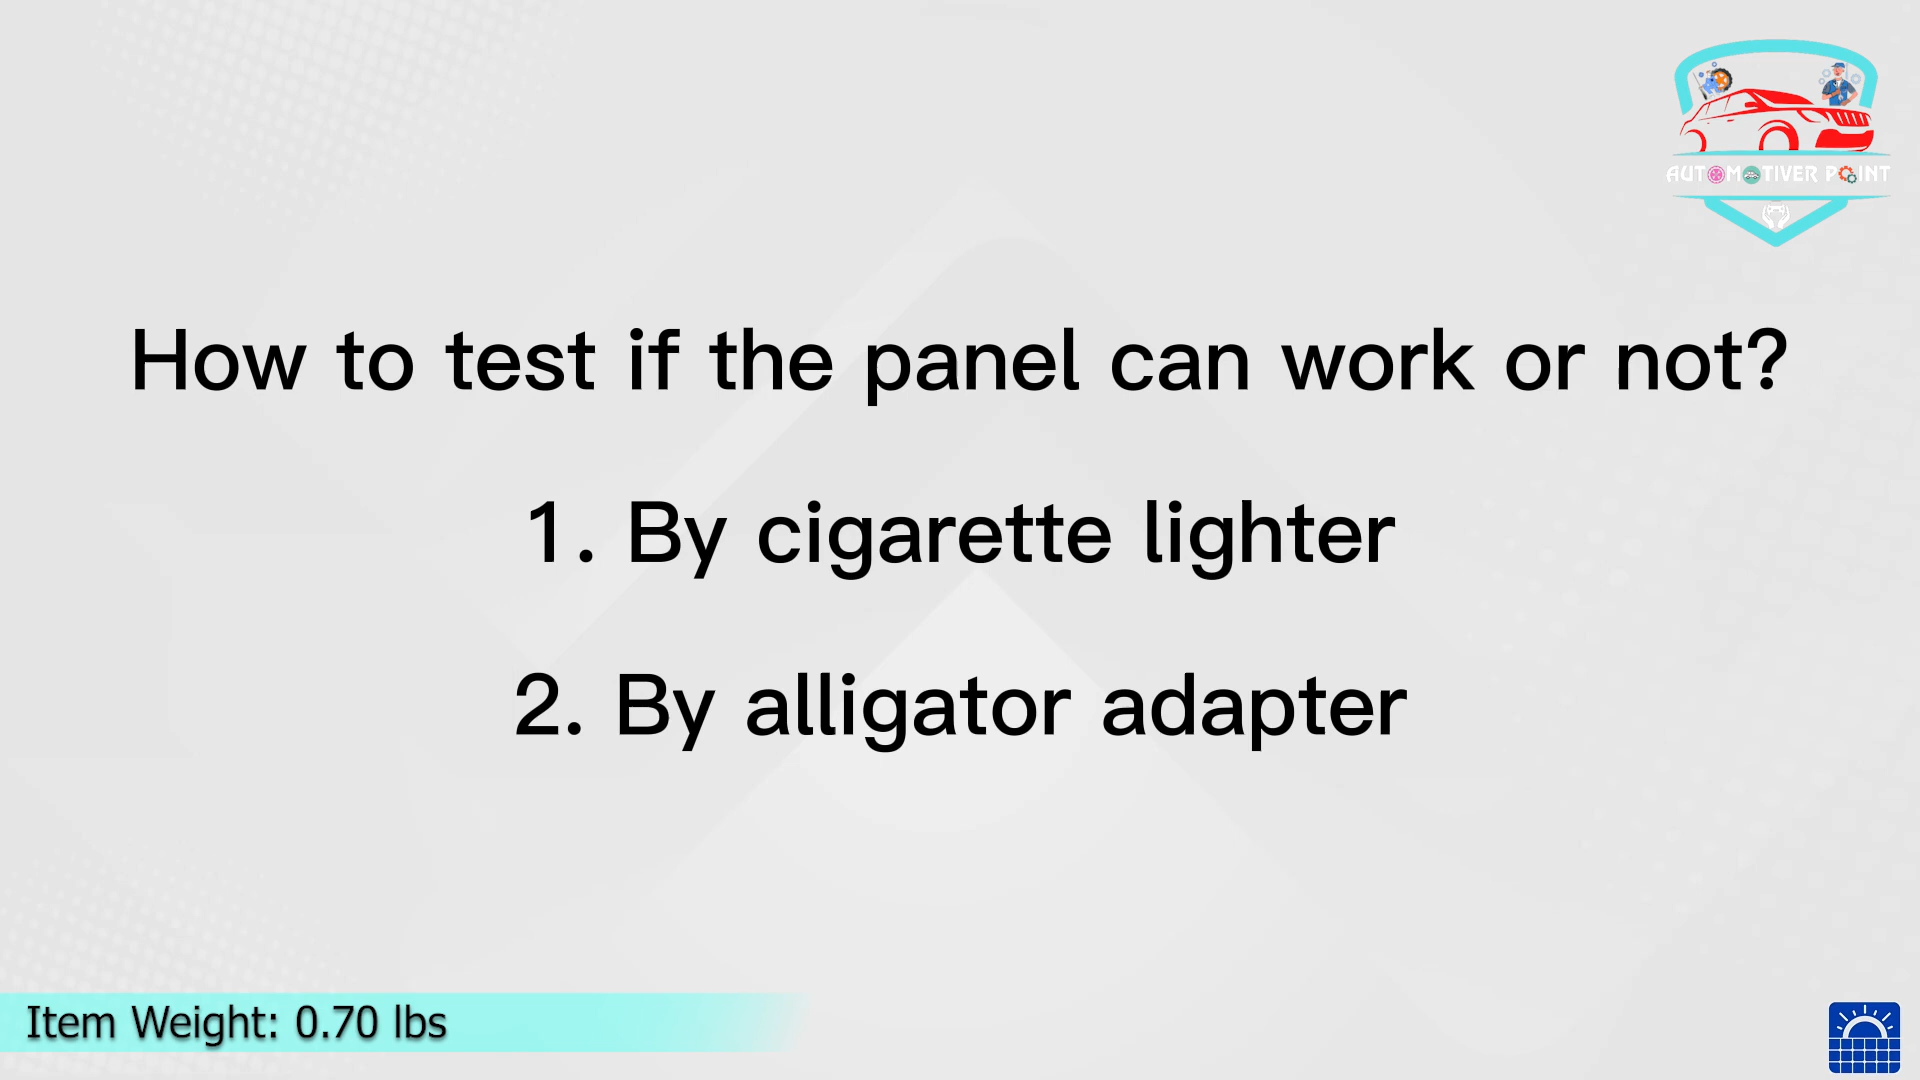 AUTOMOTIVER POINT
How to test if the panel can work or not?
1. By cigarette lighter
2. By alligator adapter
Item Weight: 0.70 lbs